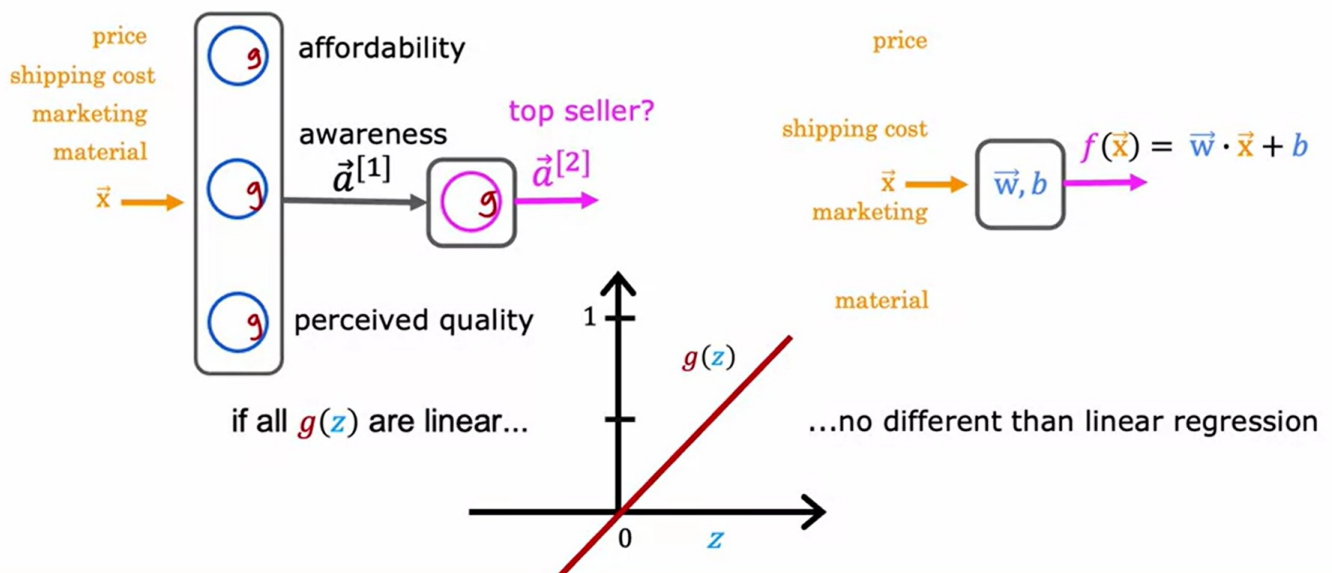 price
shipping cost
marketing
material
x⃗
g
g
g
affordability
awareness
a⃗[1]
perceived quality
g
top seller?
a⃗[2]
price
shipping cost
x⃗
marketing
material
w⃗, b
f(x⃗) = w⃗ · x⃗ + b
if all g(z) are linear...
1
g(z)
0
z
...no different than linear regression